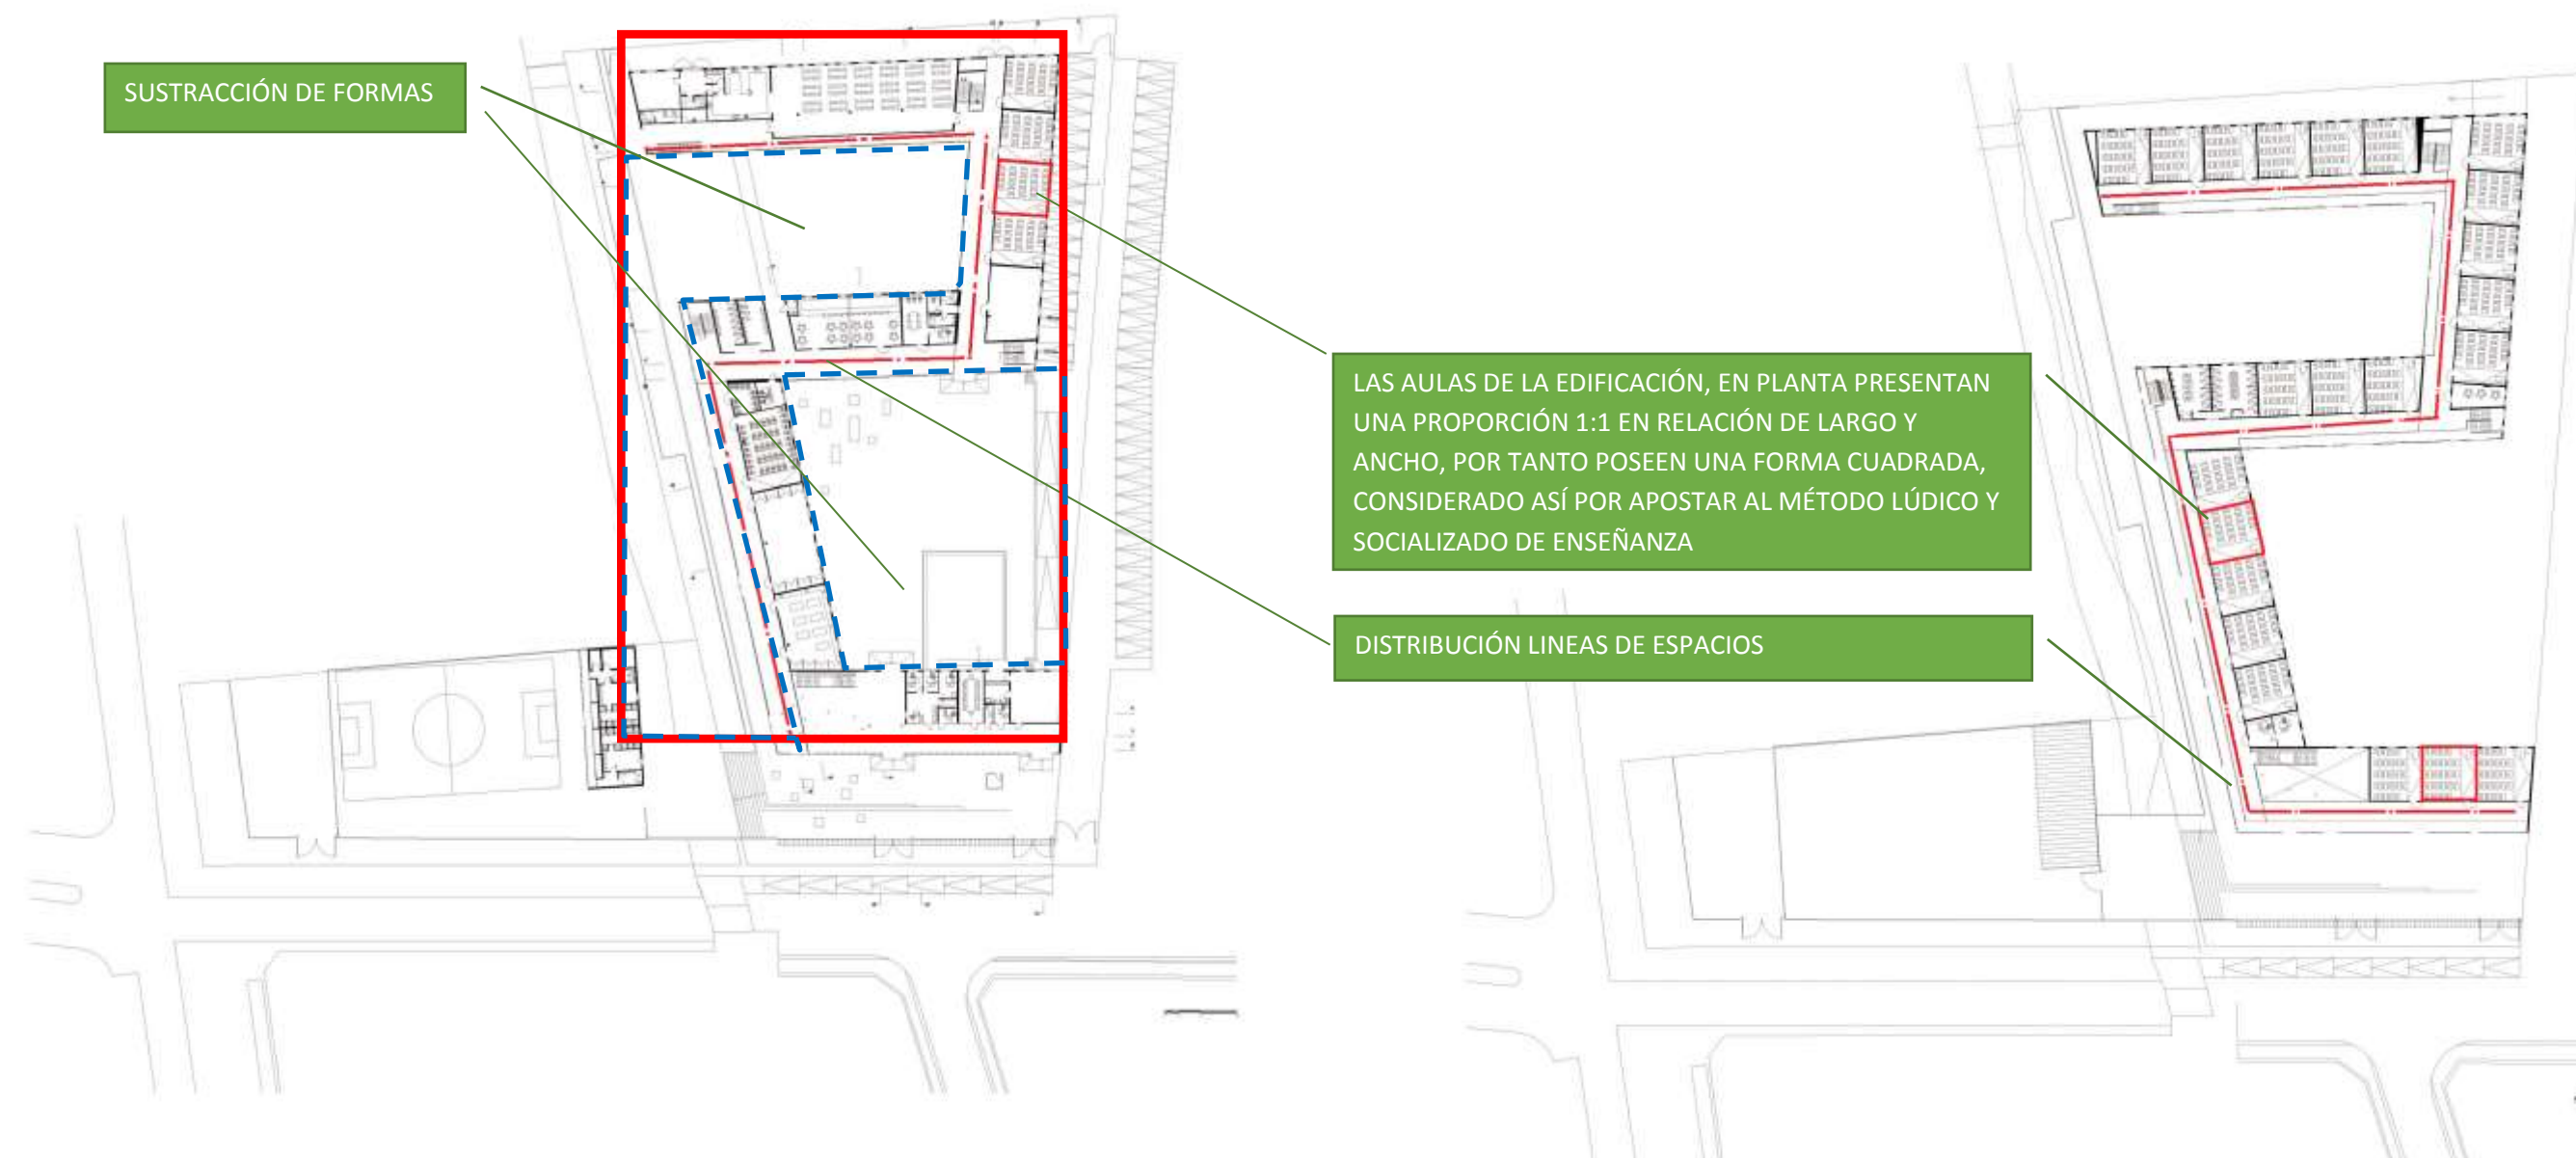 SUSTRACCIÓN DE FORMAS
LAS AULAS DE LA EDIFICACIÓN, EN PLANTA PRESENTAN
UNA PROPORCIÓN 1:1 EN RELACIÓN DE LARGO Y
ANCHO, POR TANTO POSEEN UNA FORMA CUADRADA,
CONSIDERADO ASÍ POR APOSTAR AL MÉTODO LÚDICO Y
SOCIALIZADO DE ENSEÑANZA
DISTRIBUCIÓN LINEAS DE ESPACIOS